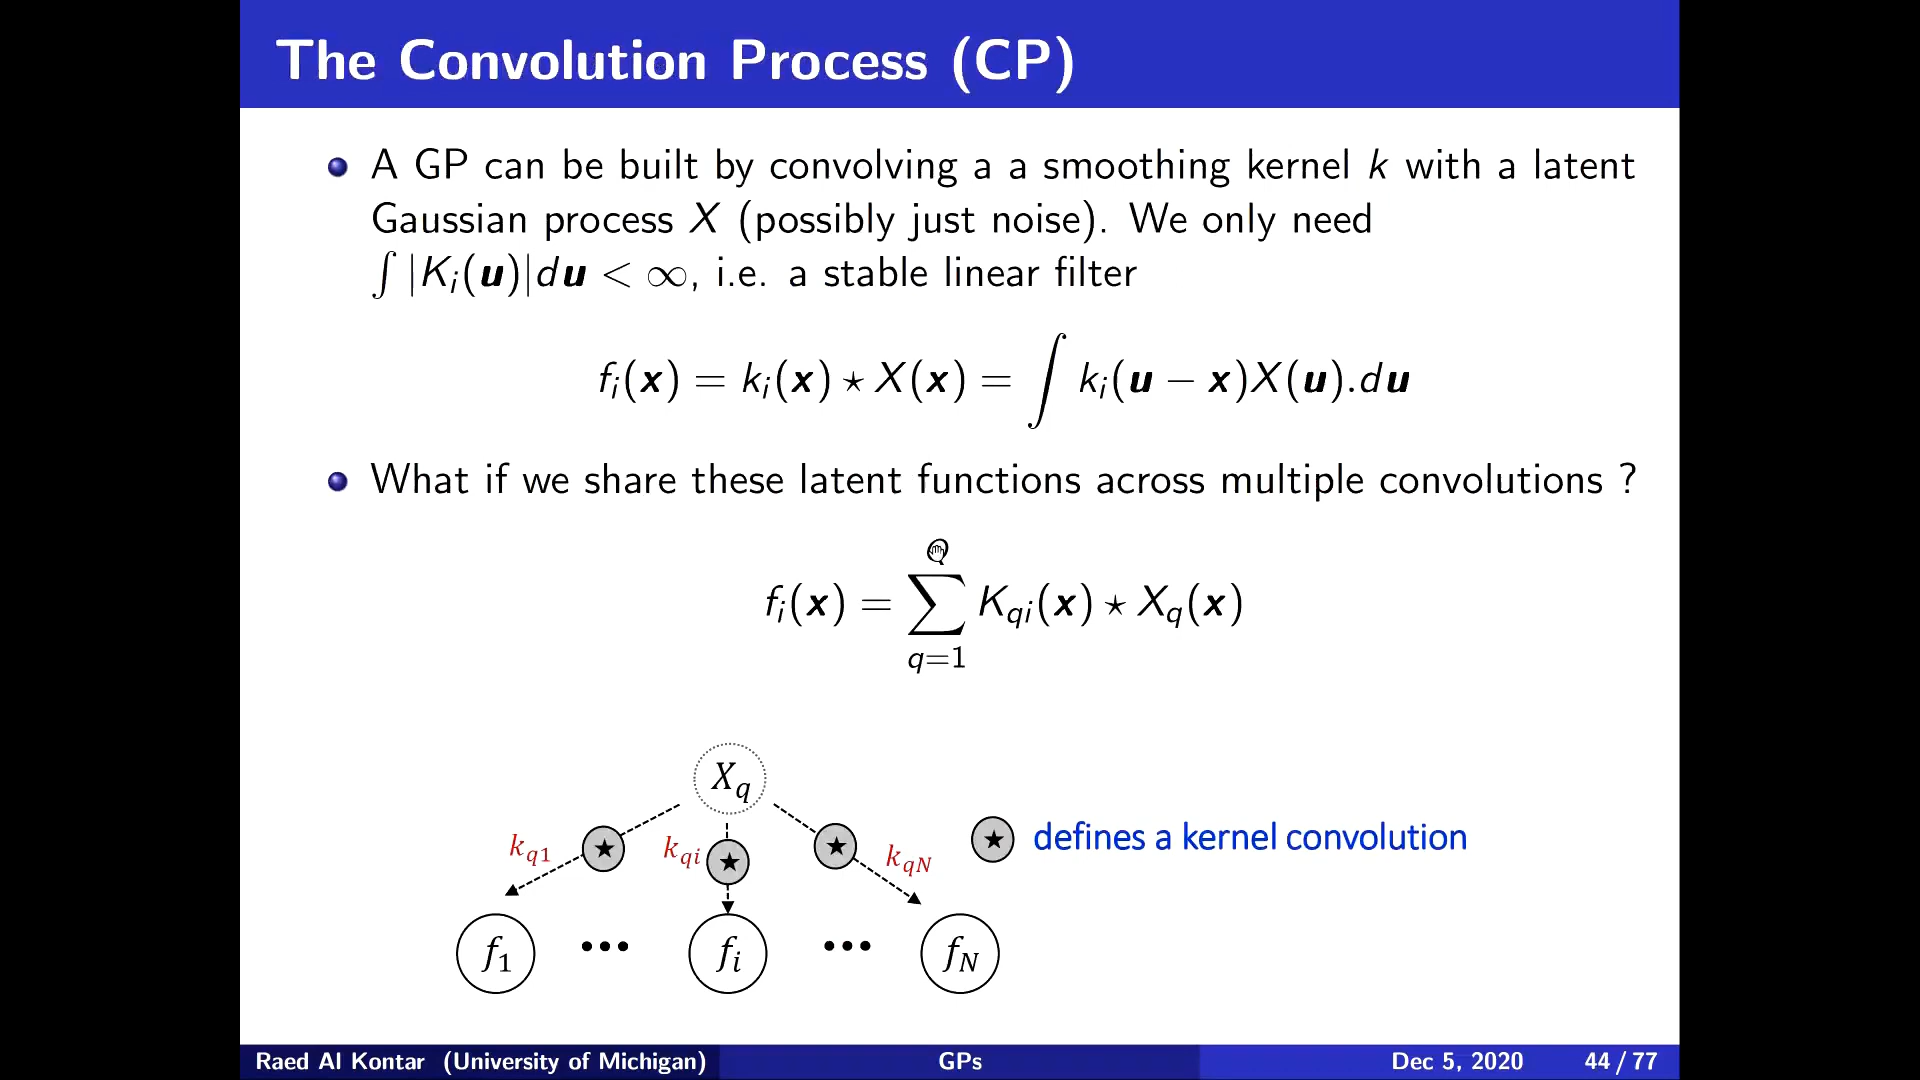 The Convolution Process (CP)
A GP can be built by convolving a a smoothing kernel k with a latent
Gaussian process X (possibly just noise). We only need
∫ |K_i(u)|du < ∞, i.e. a stable linear filter
f_i(x) = k_i(x) ⋆ X(x) = ∫ k_i(u − x)X(u).du
What if we share these latent functions across multiple convolutions ?
f_i(x) = ∑_{q=1}^{Q} K_{qi}(x) ⋆ X_q(x)
X_q
k_{q1} ★ k_{qi} ★ ★ k_{qN}
★ defines a kernel convolution
f_1 ••• f_i ••• f_N
Raed Al Kontar (University of Michigan) GPs Dec 5, 2020 44 / 77